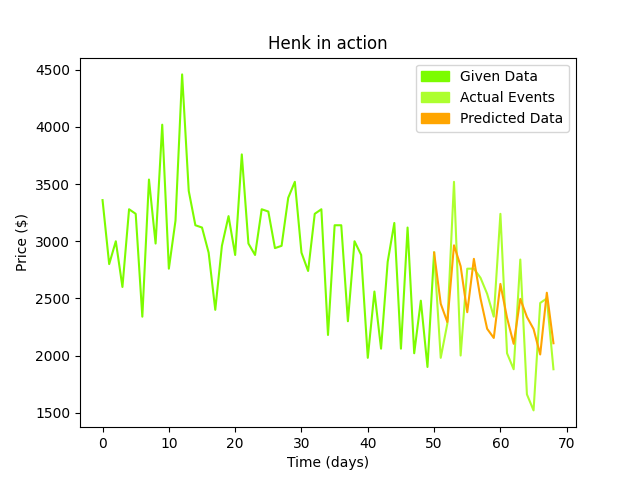 Henk in action
Given Data
Actual Events
Predicted Data
Price ($)
4500
4000
3500
3000
2500
2000
1500
0 10 20 30 40 50 60 70
Time (days)